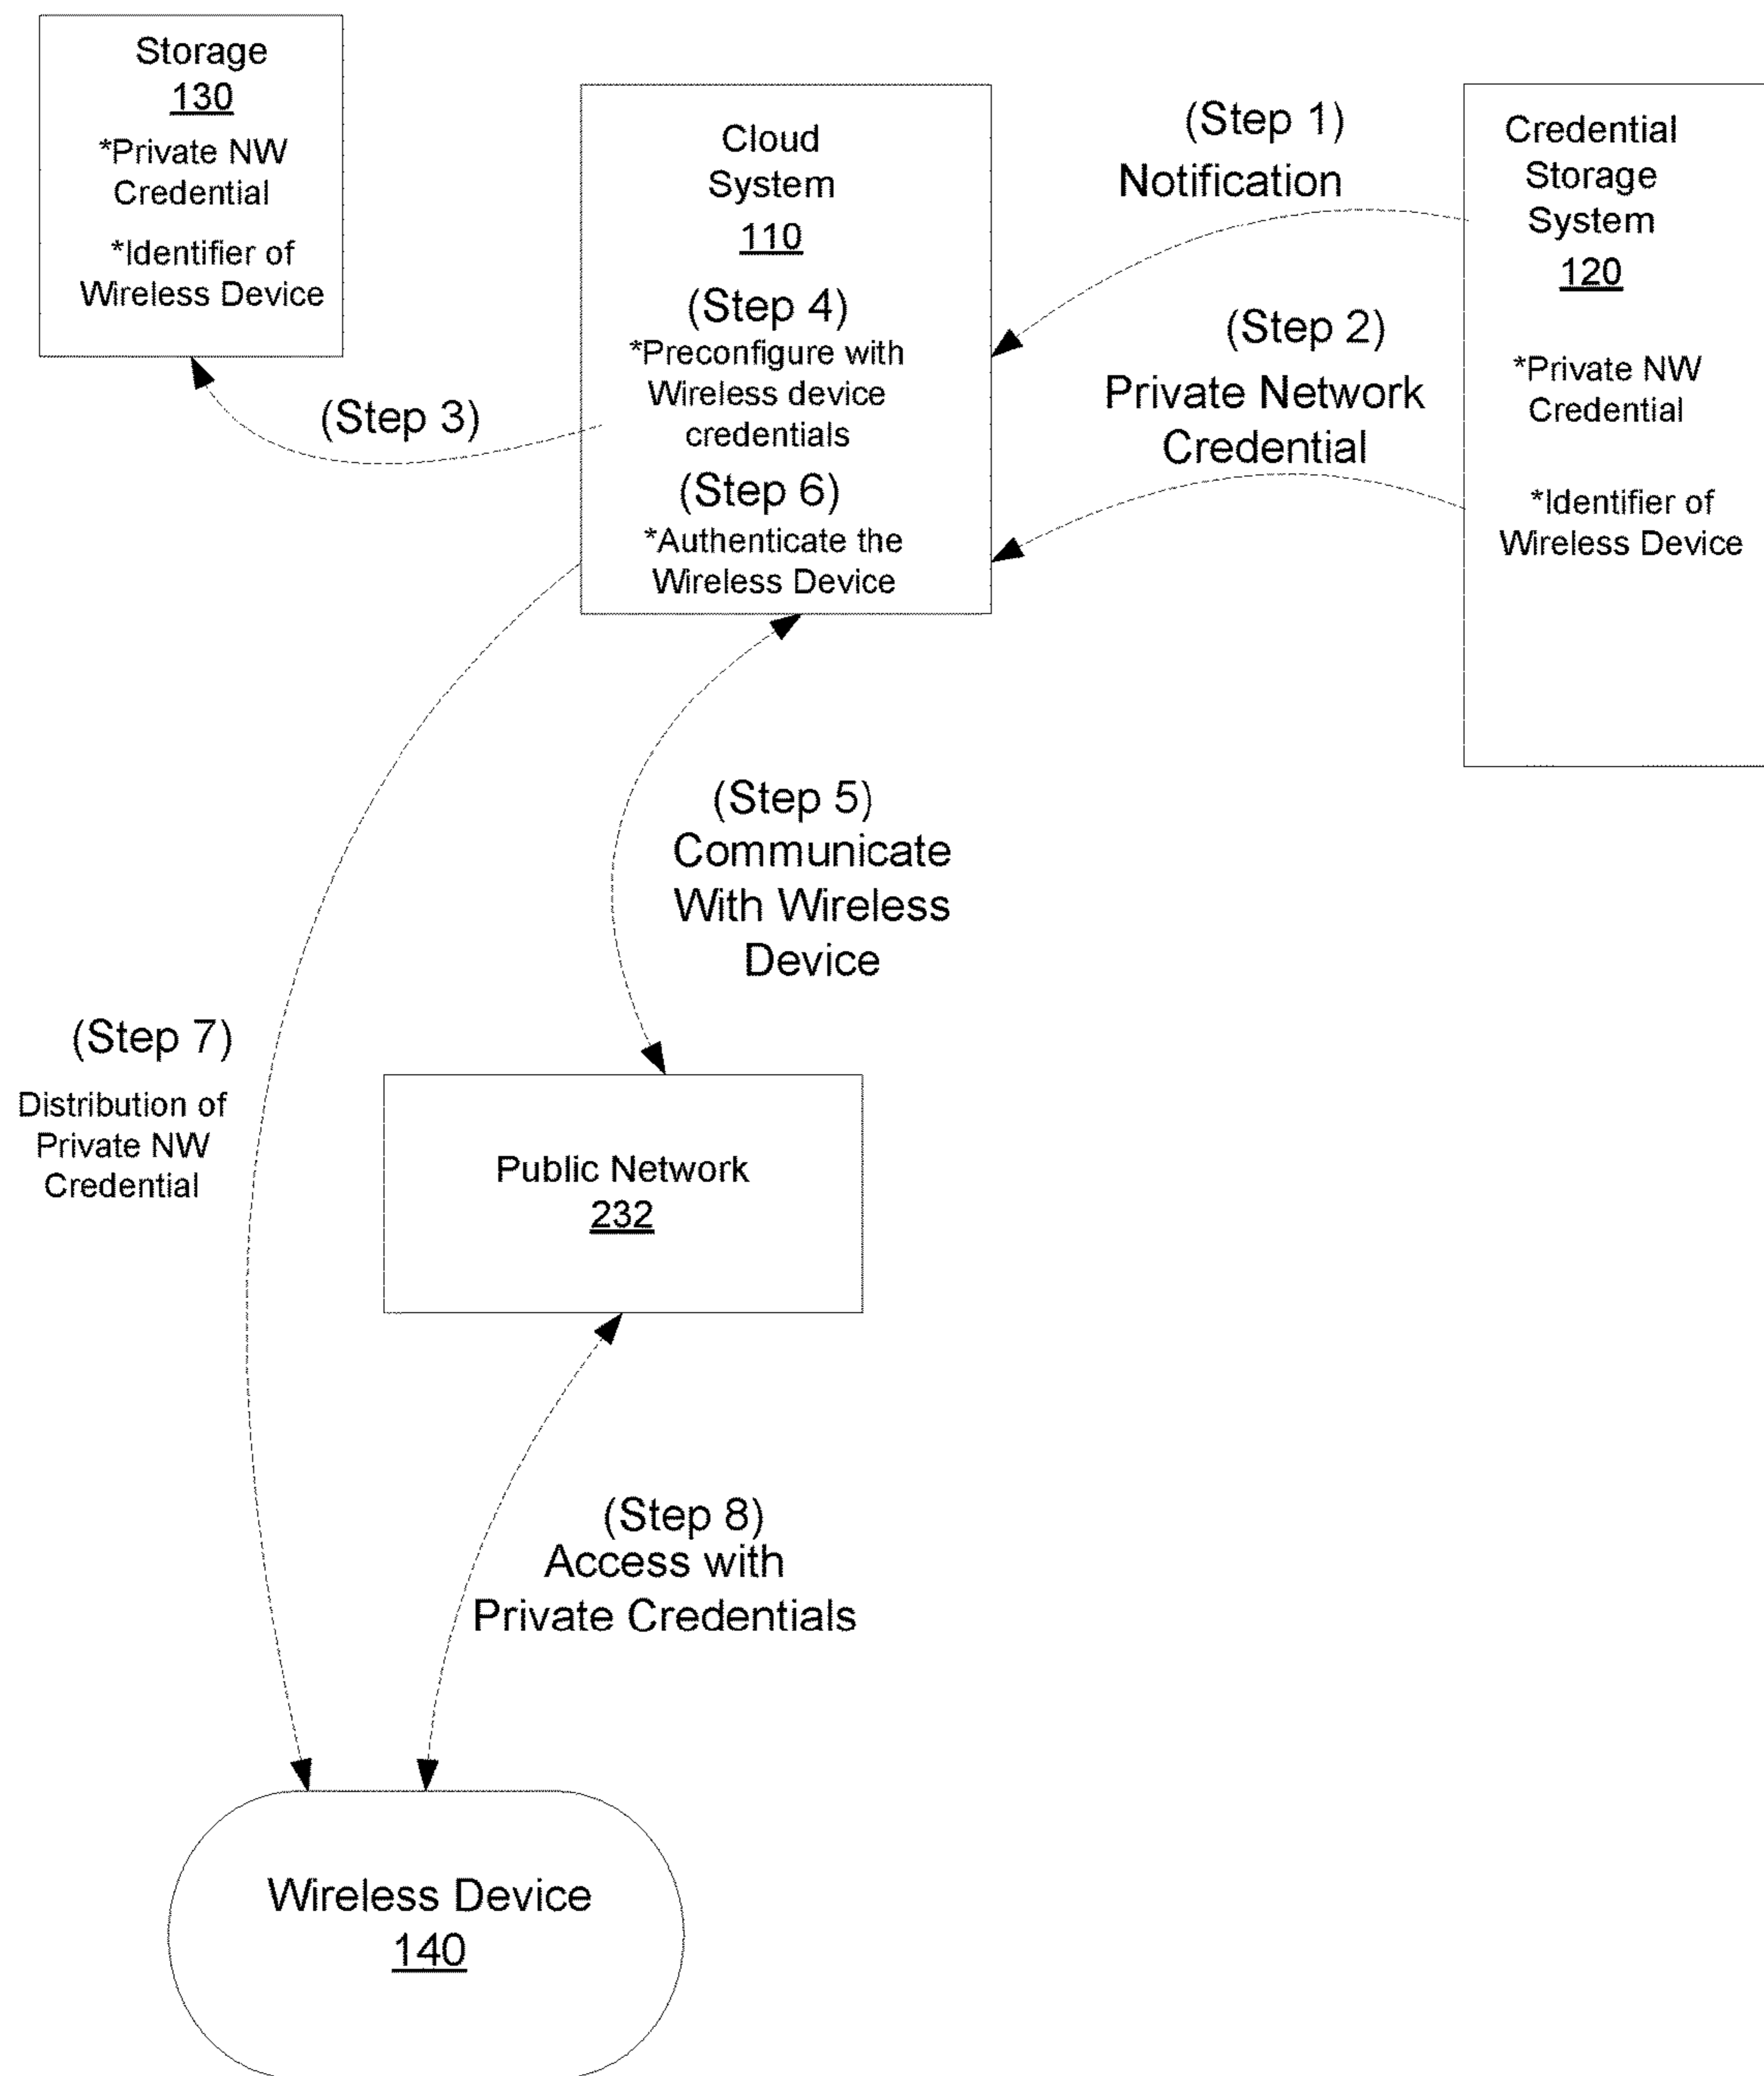 Storage
130
*Private NW
Credential
*Identifier of
Wireless Device
(Step 3)
Cloud
System
110
(Step 4)
*Preconfigure with
Wireless device
credentials
(Step 6)
*Authenticate the
Wireless Device
(Step 1)
Notification
(Step 2)
Private Network
Credential
Credential
Storage
System
120
*Private NW
Credential
*Identifier of
Wireless Device
(Step 5)
Communicate
With Wireless
Device
(Step 7)
Distribution of
Private NW
Credential
Public Network
232
(Step 8)
Access with
Private Credentials
Wireless Device
140